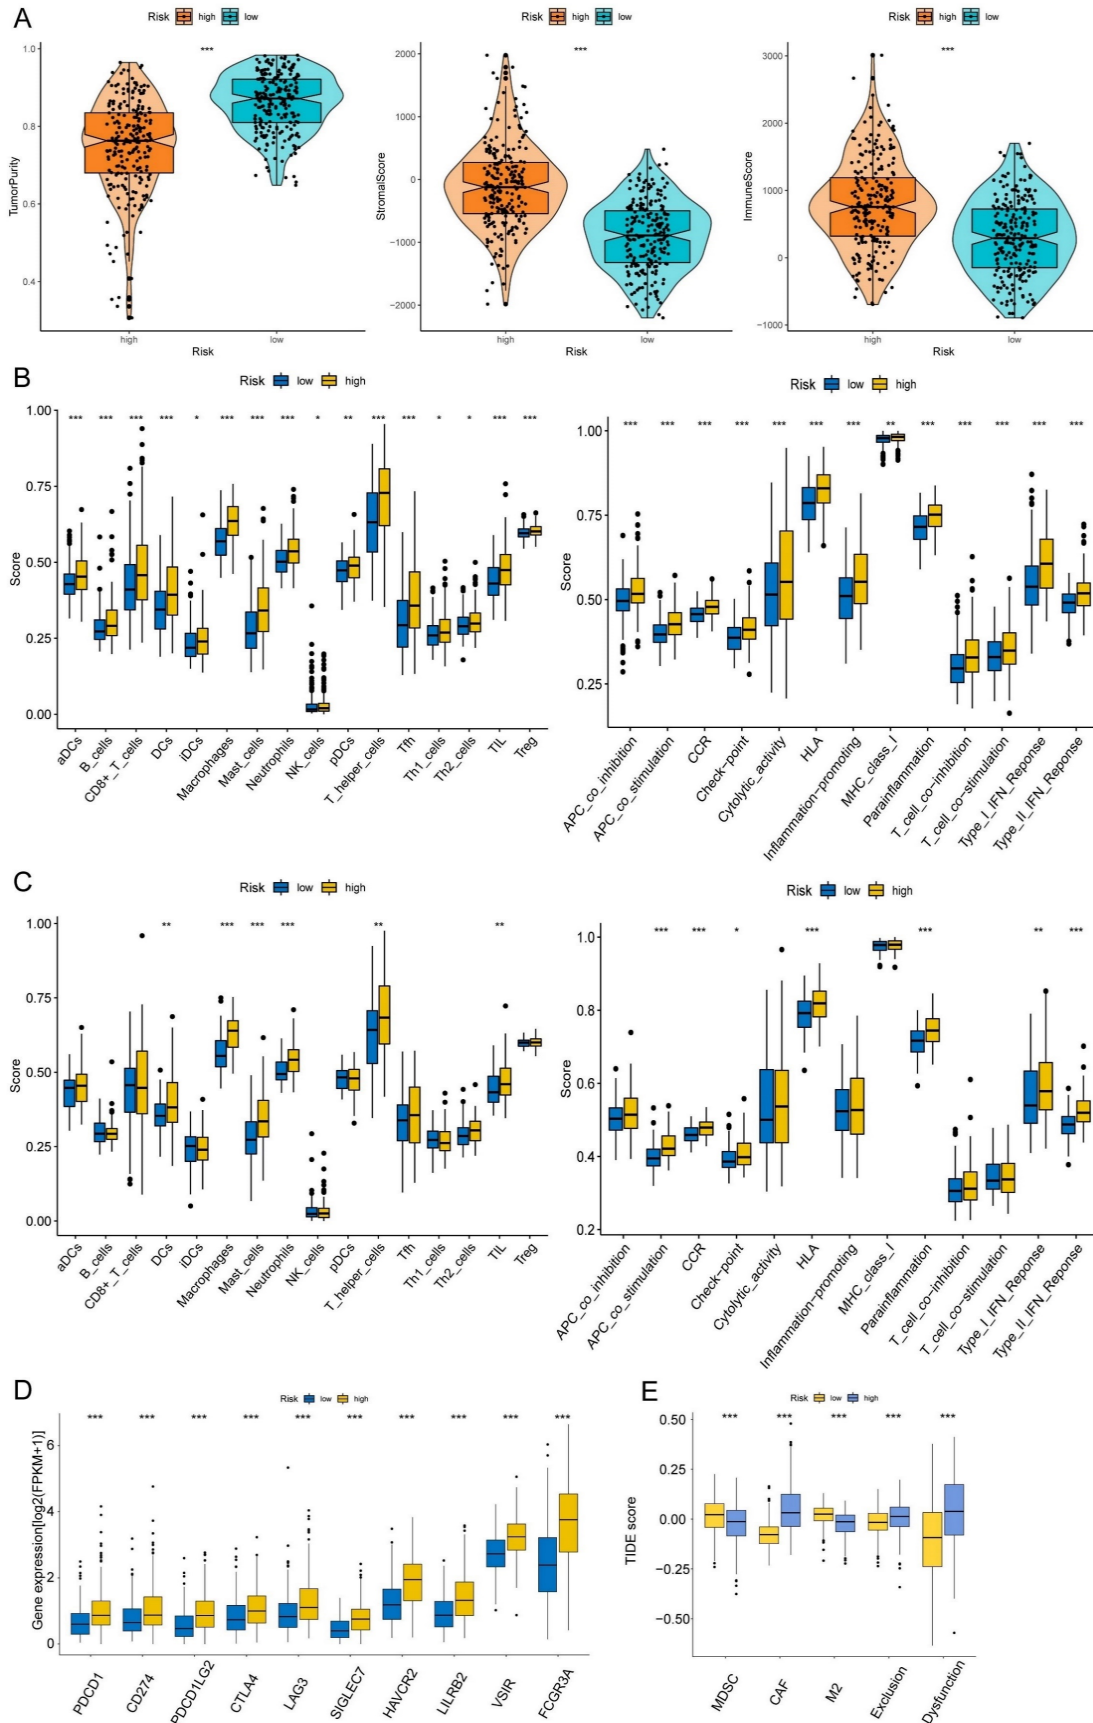 A
Risk high low
Risk high low
Risk high low
***
***
***
TumorPurity
1.0
0.8
0.6
0.4
high low
Risk
StromalScore
2000
1000
0
−1000
−2000
high low
Risk
ImmuneScore
3000
2000
1000
0
−1000
high low
Risk
B
Risk low high
*** *** *** *** * *** *** *** * ** *** *** * * *** ***
Score
1.00
0.75
0.50
0.25
0.00
aDCs
B_cells
CD8+_T_cells
DCs
iDCs
Macrophages
Mast_cells
Neutrophils
NK_cells
pDCs
T_helper_cells
Tfh
Th1_cells
Th2_cells
TIL
Treg
Risk low high
*** *** *** *** *** *** *** ** *** *** *** *** ***
Score
1.00
0.75
0.50
0.25
APC_co_inhibition
APC_co_stimulation
CCR
Check−point
Cytolytic_activity
HLA
Inflammation−promoting
MHC_class_I
Parainflammation
T_cell_co−inhibition
T_cell_co−stimulation
Type_I_IFN_Reponse
Type_II_IFN_Reponse
C
Risk low high
** *** *** *** ** **
Score
1.00
0.75
0.50
0.25
0.00
aDCs
B_cells
CD8+_T_cells
DCs
iDCs
Macrophages
Mast_cells
Neutrophils
NK_cells
pDCs
T_helper_cells
Tfh
Th1_cells
Th2_cells
TIL
Treg
Risk low high
*** *** * *** *** ** ***
Score
1.0
0.8
0.6
0.4
0.2
APC_co_inhibition
APC_co_stimulation
CCR
Check−point
Cytolytic_activity
HLA
Inflammation−promoting
MHC_class_I
Parainflammation
T_cell_co−inhibition
T_cell_co−stimulation
Type_I_IFN_Reponse
Type_II_IFN_Reponse
D
Risk low high
*** *** *** *** *** *** *** *** *** ***
Gene expression[log2(FPKM+1)]
6
4
2
0
PDCD1
CD274
PDCD1LG2
CTLA4
LAG3
SIGLEC7
HAVCR2
LILRB2
VSIR
FCGR3A
E
Risk low high
*** *** *** *** ***
TIDE score
0.50
0.25
0.00
−0.25
−0.50
MDSC
CAF
M2
Exclusion
Dysfunction